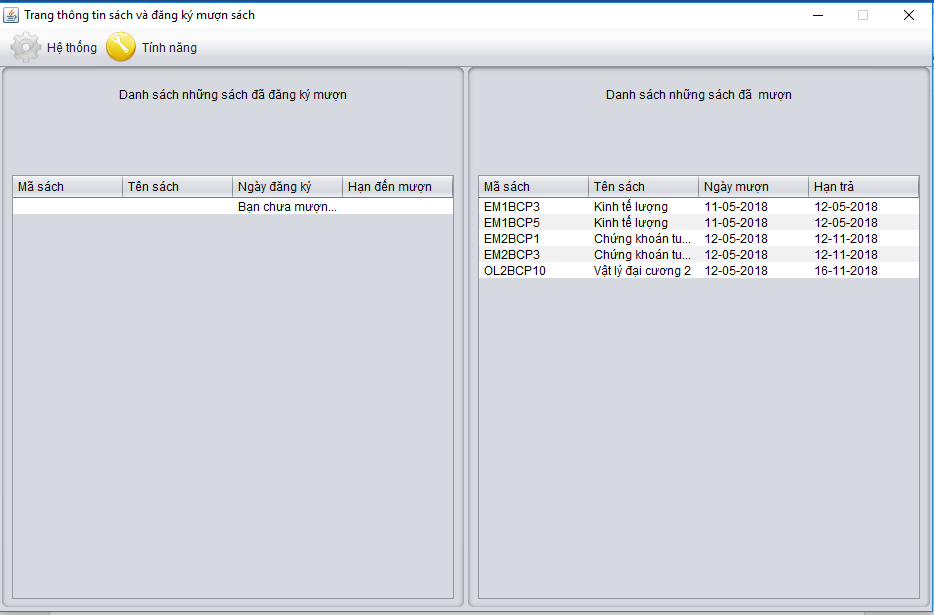 Trang thông tin sách và đăng ký mượn sách
Hệ thống Tính năng
Danh sách những sách đã đăng ký mượn
Mã sách Tên sách Ngày đăng ký Hạn đến mượn
Bạn chưa mượn...
Danh sách những sách đã mượn
Mã sách Tên sách Ngày mượn Hạn trả
EM1BCP3 Kinh tế lượng 11-05-2018 12-05-2018
EM1BCP5 Kinh tế lượng 11-05-2018 12-05-2018
EM2BCP1 Chứng khoán tu... 12-05-2018 12-11-2018
EM2BCP3 Chứng khoán tu... 12-05-2018 12-11-2018
OL2BCP10 Vật lý đại cương 2 12-05-2018 16-11-2018